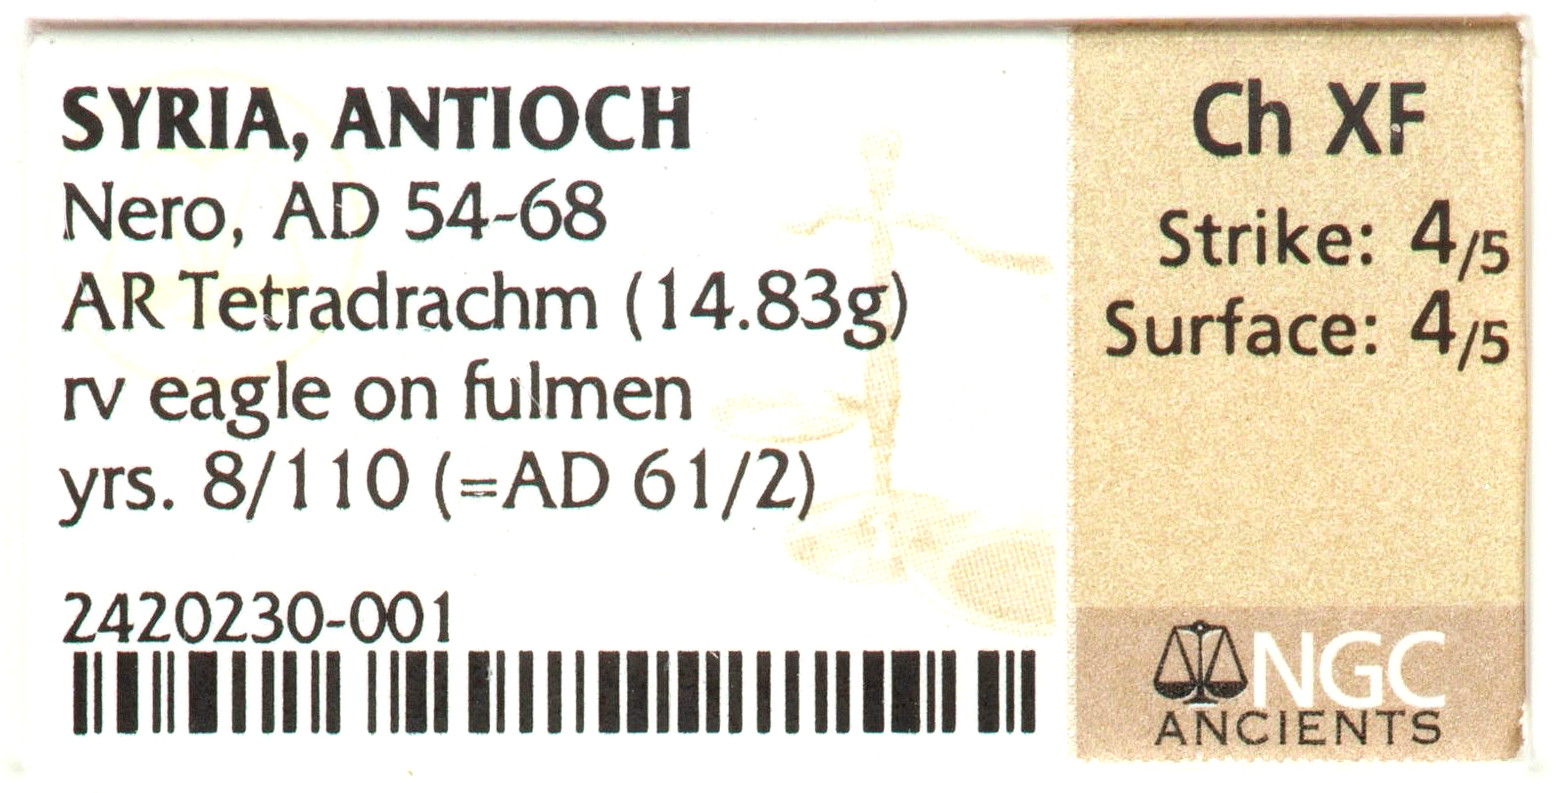 SYRIA, ANTIOCH
Nero, AD 54-68
AR Tetradrachm (14.83g)
rv eagle on fulmen
yrs. 8/110 (=AD 61/2)
2420230-001
Ch XF
Strike: 4/5
Surface: 4/5
NGC
ANCIENTS